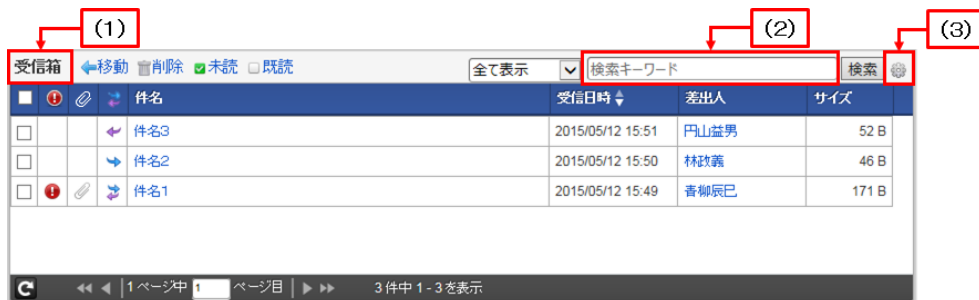 (1)
(2)
(3)
受信箱 移動 削除 未読 既読 全て表示 検索キーワード 検索
件名 受信日時 差出人 サイズ
件名3 2015/05/12 15:51 円山益男 52 B
件名2 2015/05/12 15:50 林政義 46 B
件名1 2015/05/12 15:49 青柳辰巳 171 B
1 ページ中 1 ページ目 3 件中 1 - 3 を表示